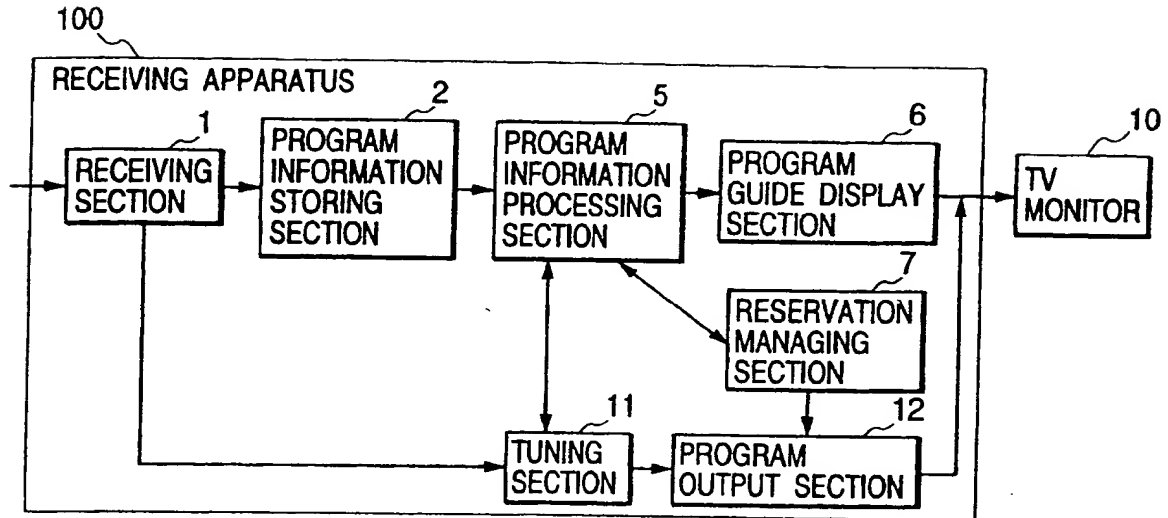 100
RECEIVING APPARATUS
1
RECEIVING
SECTION
2
PROGRAM
INFORMATION
STORING
SECTION
5
PROGRAM
INFORMATION
PROCESSING
SECTION
6
PROGRAM
GUIDE DISPLAY
SECTION
10
TV
MONITOR
7
RESERVATION
MANAGING
SECTION
11
TUNING
SECTION
12
PROGRAM
OUTPUT SECTION